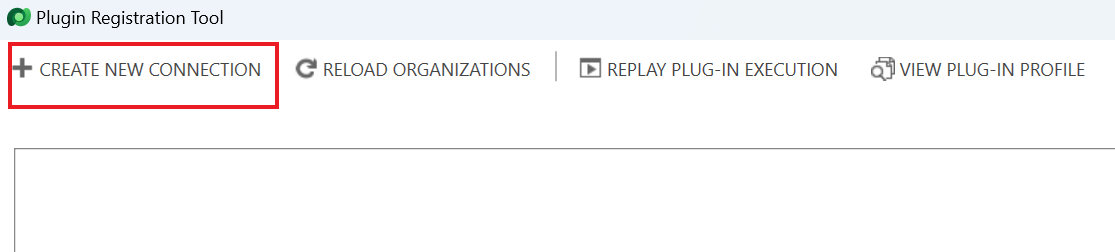 Plugin Registration Tool
CREATE NEW CONNECTION RELOAD ORGANIZATIONS REPLAY PLUG-IN EXECUTION VIEW PLUG-IN PROFILE